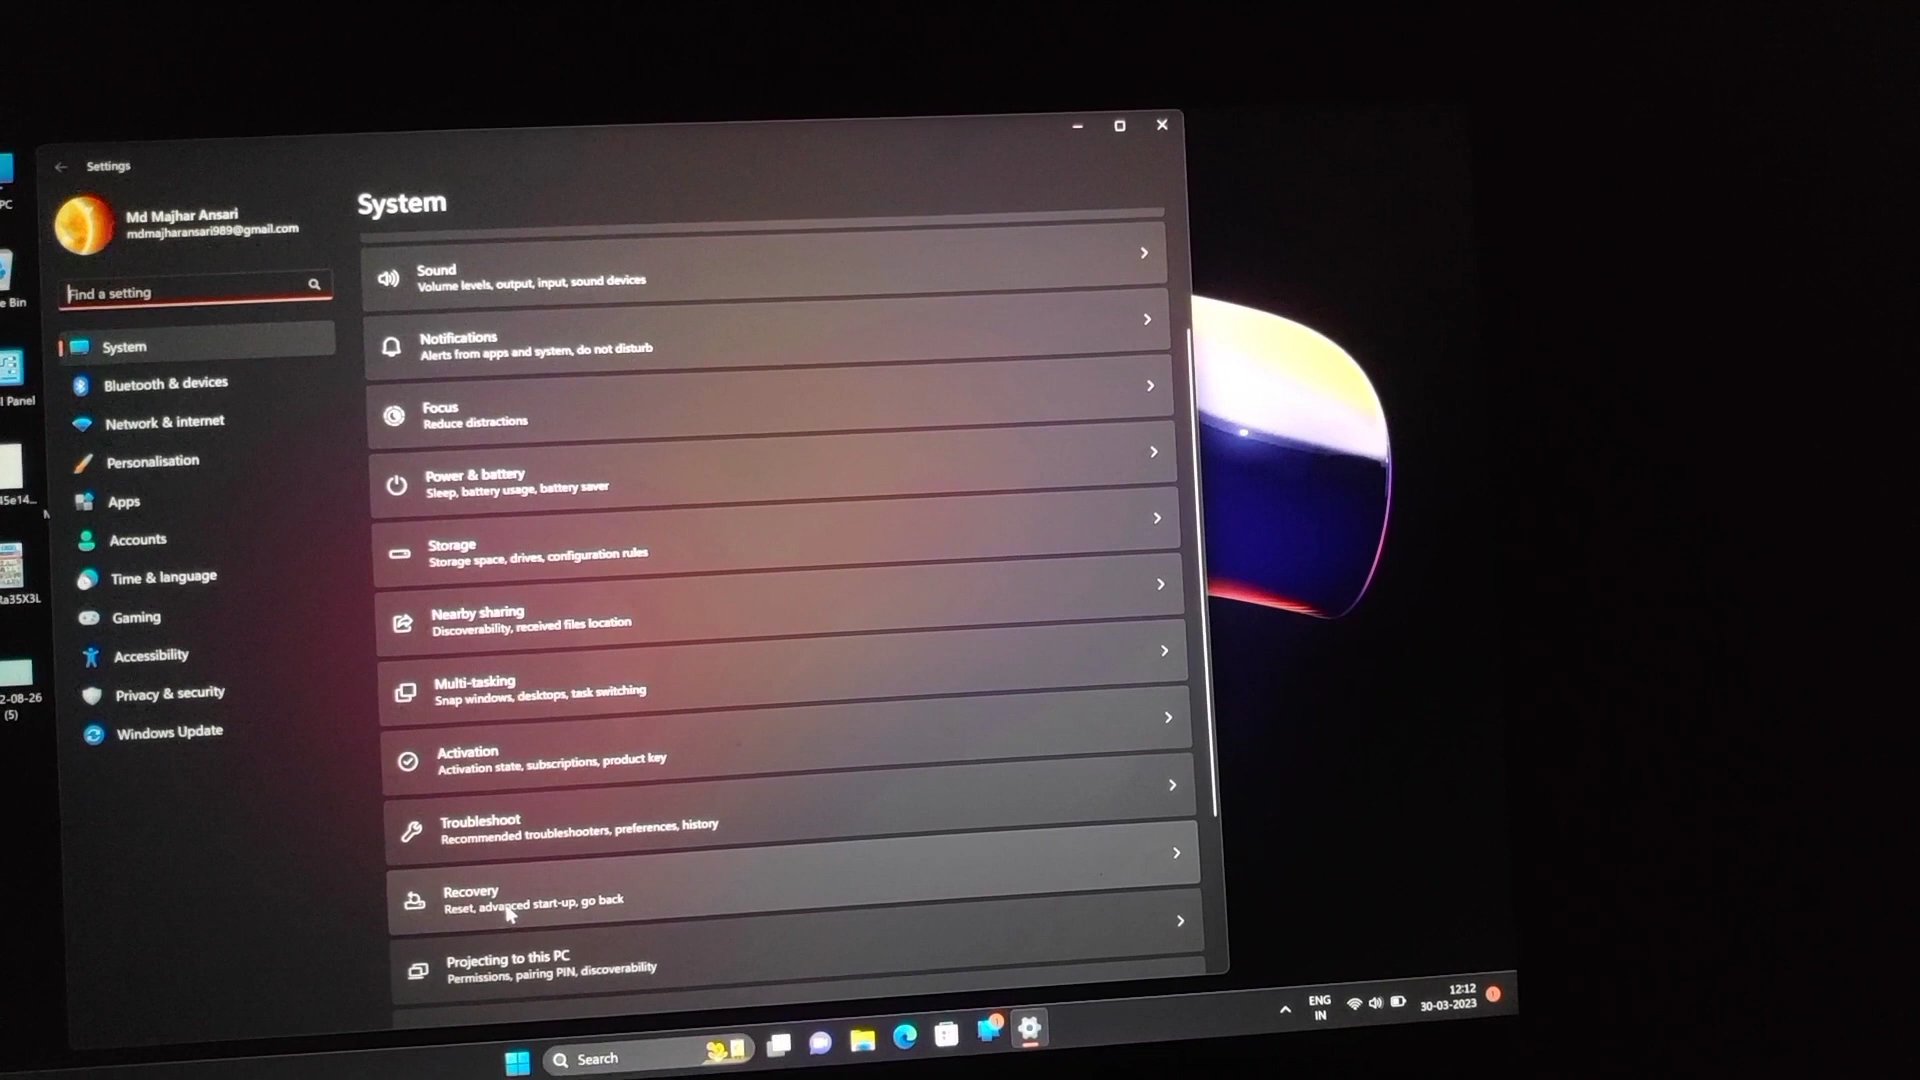 Settings
Md Majhar Ansari
mdmajharansari989@gmail.com
Find a setting
System
Bluetooth & devices
Network & internet
Personalisation
Apps
Accounts
Time & language
Gaming
Accessibility
Privacy & security
Windows Update
System
Sound
Volume levels, output, input, sound devices
Notifications
Alerts from apps and system, do not disturb
Focus
Reduce distractions
Power & battery
Sleep, battery usage, battery saver
Storage
Storage space, drives, configuration rules
Nearby sharing
Discoverability, received files location
Multi-tasking
Snap windows, desktops, task switching
Activation
Activation state, subscriptions, product key
Troubleshoot
Recommended troubleshooters, preferences, history
Recovery
Reset, advanced start-up, go back
Projecting to this PC
Permissions, pairing PIN, discoverability
PC
e Bin
l Panel
2-08-26
(5)
Search
ENG
IN
12:12
30-03-2023